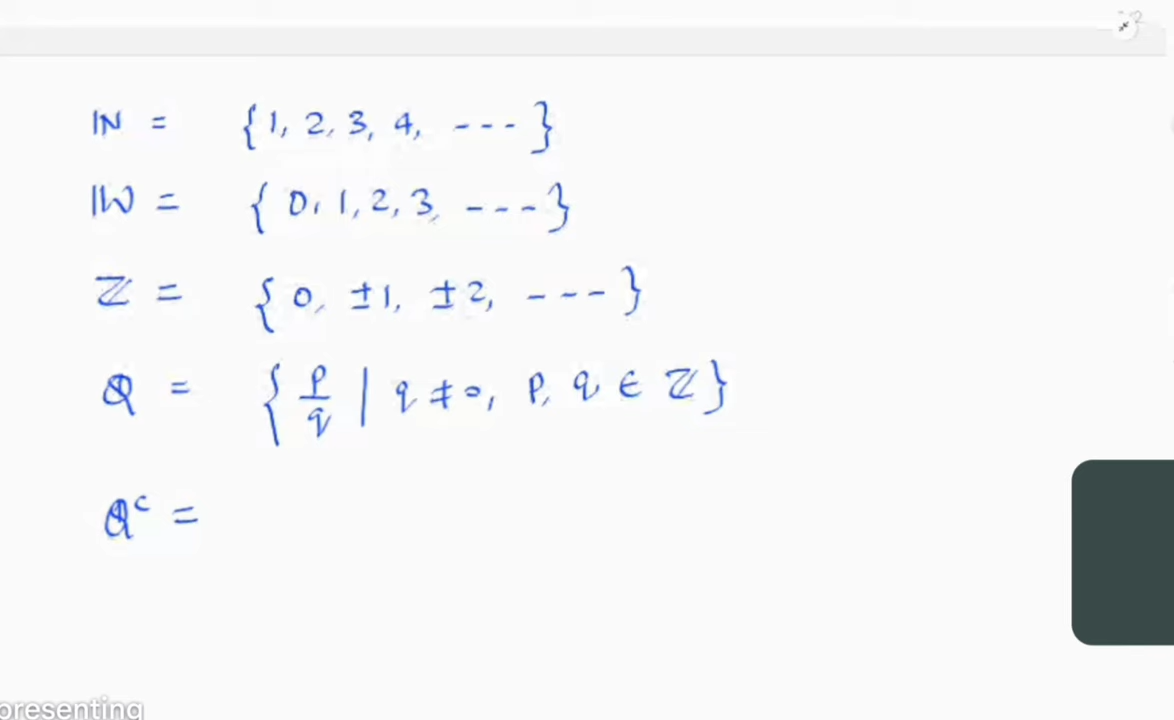 ℕ = {1, 2, 3, 4, ---}
𝕎 = {0, 1, 2, 3, ---}
ℤ = {0, ±1, ±2, ---}
ℚ = {p/q | q ≠ 0, p, q ∈ ℤ}
ℚᶜ =
presenting